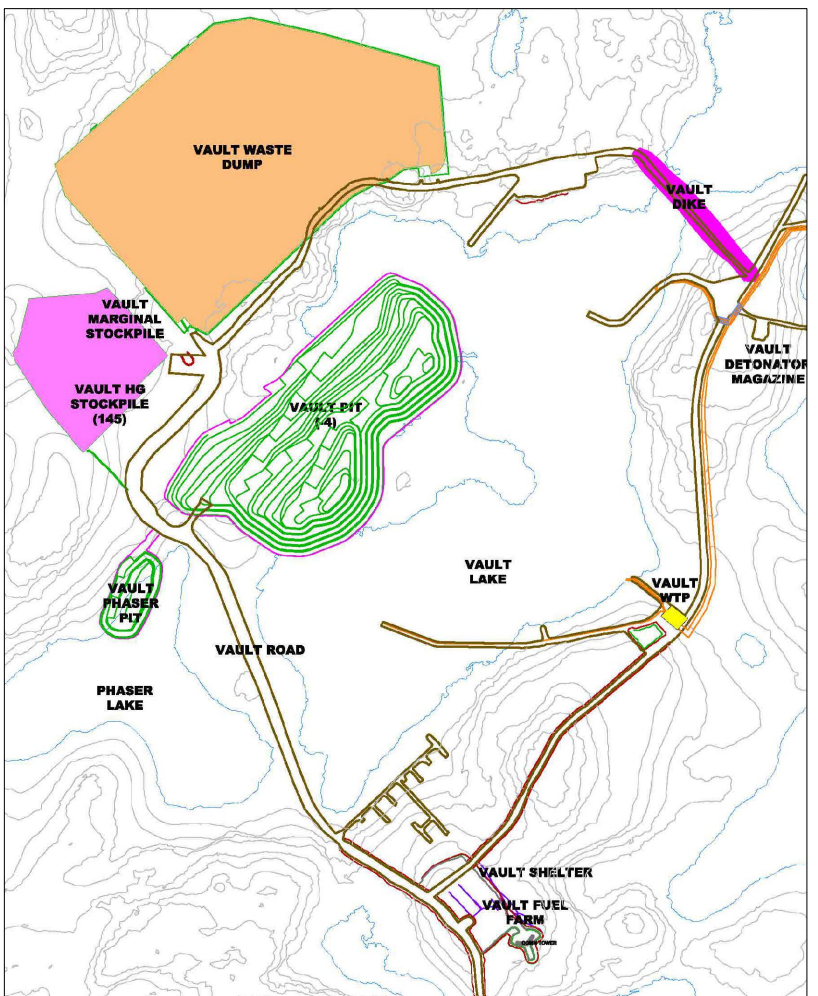 VAULT WASTE
DUMP
VAULT
DIKE
VAULT
MARGINAL
STOCKPILE
VAULT
DETONATOR
MAGAZINE
VAULT HG
STOCKPILE
(145)
VAULT PIT
(-4)
VAULT
LAKE
VAULT
WTP
VAULT
PHASER
PIT
VAULT ROAD
PHASER
LAKE
VAULT SHELTER
VAULT FUEL
FARM